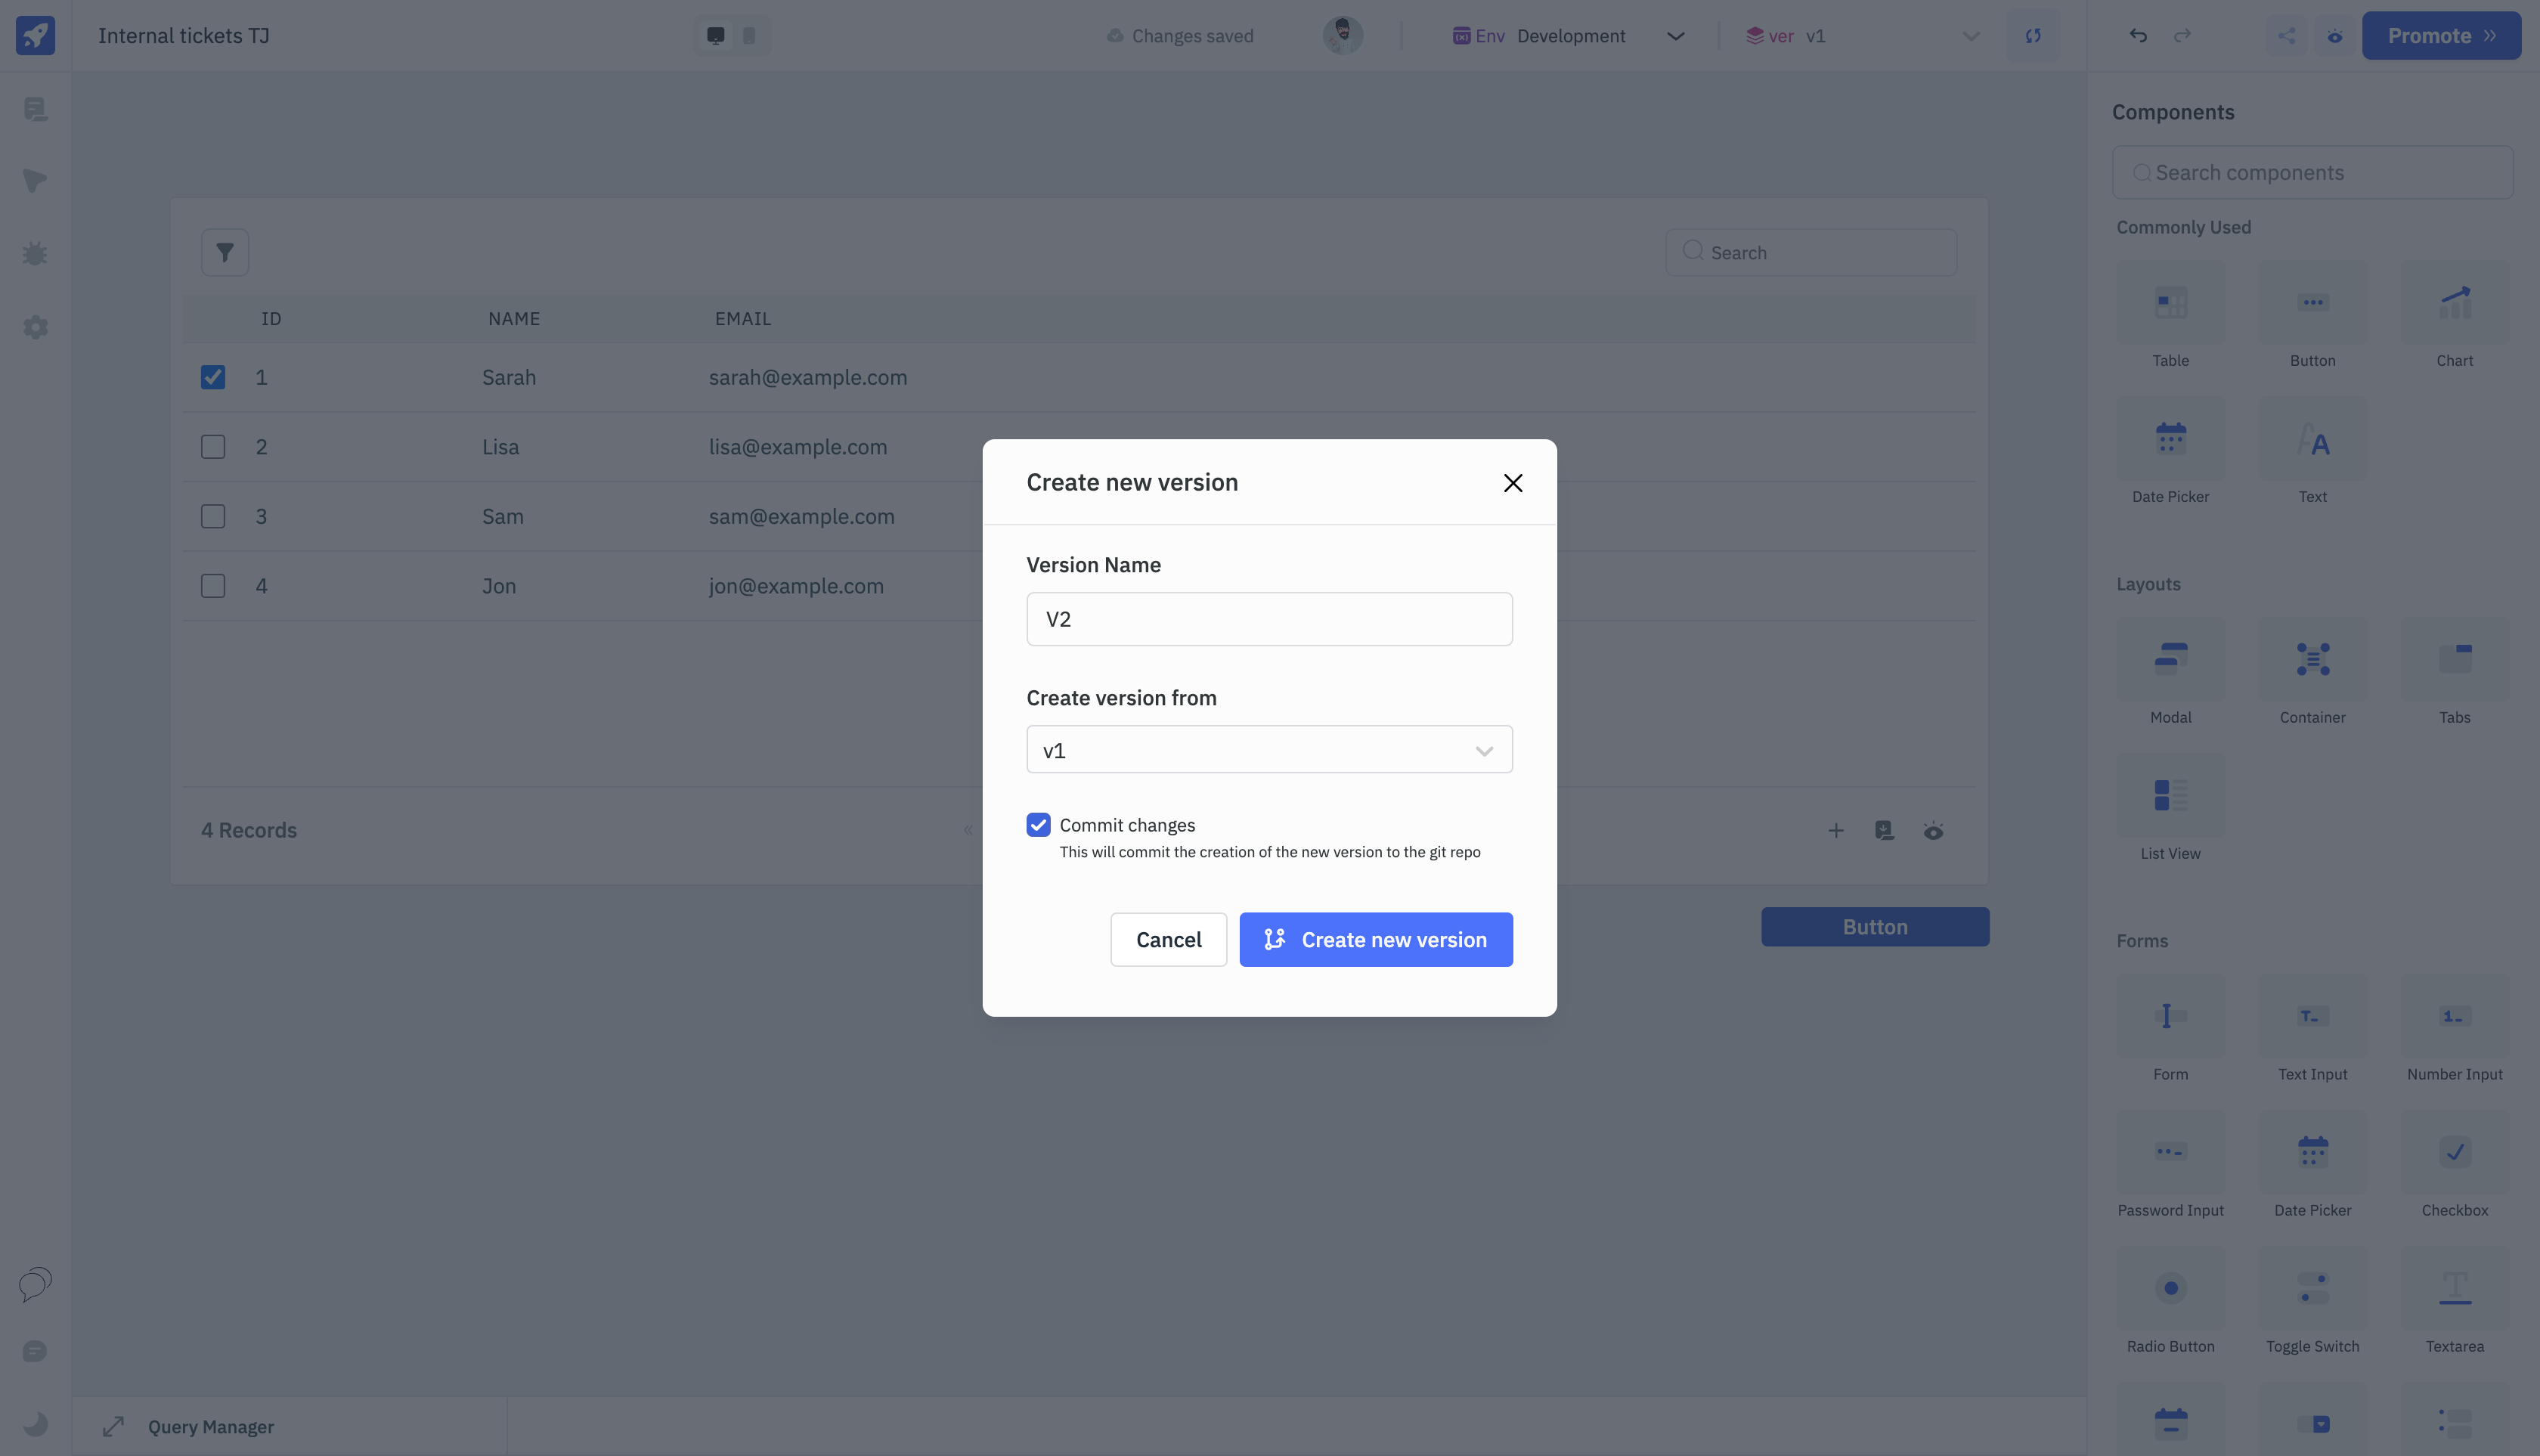 Internal tickets TJ
Changes saved
Env Development
ver v1
Promote
Components
Search components
Commonly Used
Table Button Chart
Date Picker Text
Layouts
Modal Container Tabs
List View
Forms
Form Text Input Number Input
Password Input Date Picker Checkbox
Radio Button Toggle Switch Textarea
Search
ID NAME EMAIL
1 Sarah sarah@example.com
2 Lisa lisa@example.com
3 Sam sam@example.com
4 Jon jon@example.com
4 Records
Button
Create new version
Version Name
V2
Create version from
v1
Commit changes
This will commit the creation of the new version to the git repo
Cancel Create new version
Query Manager